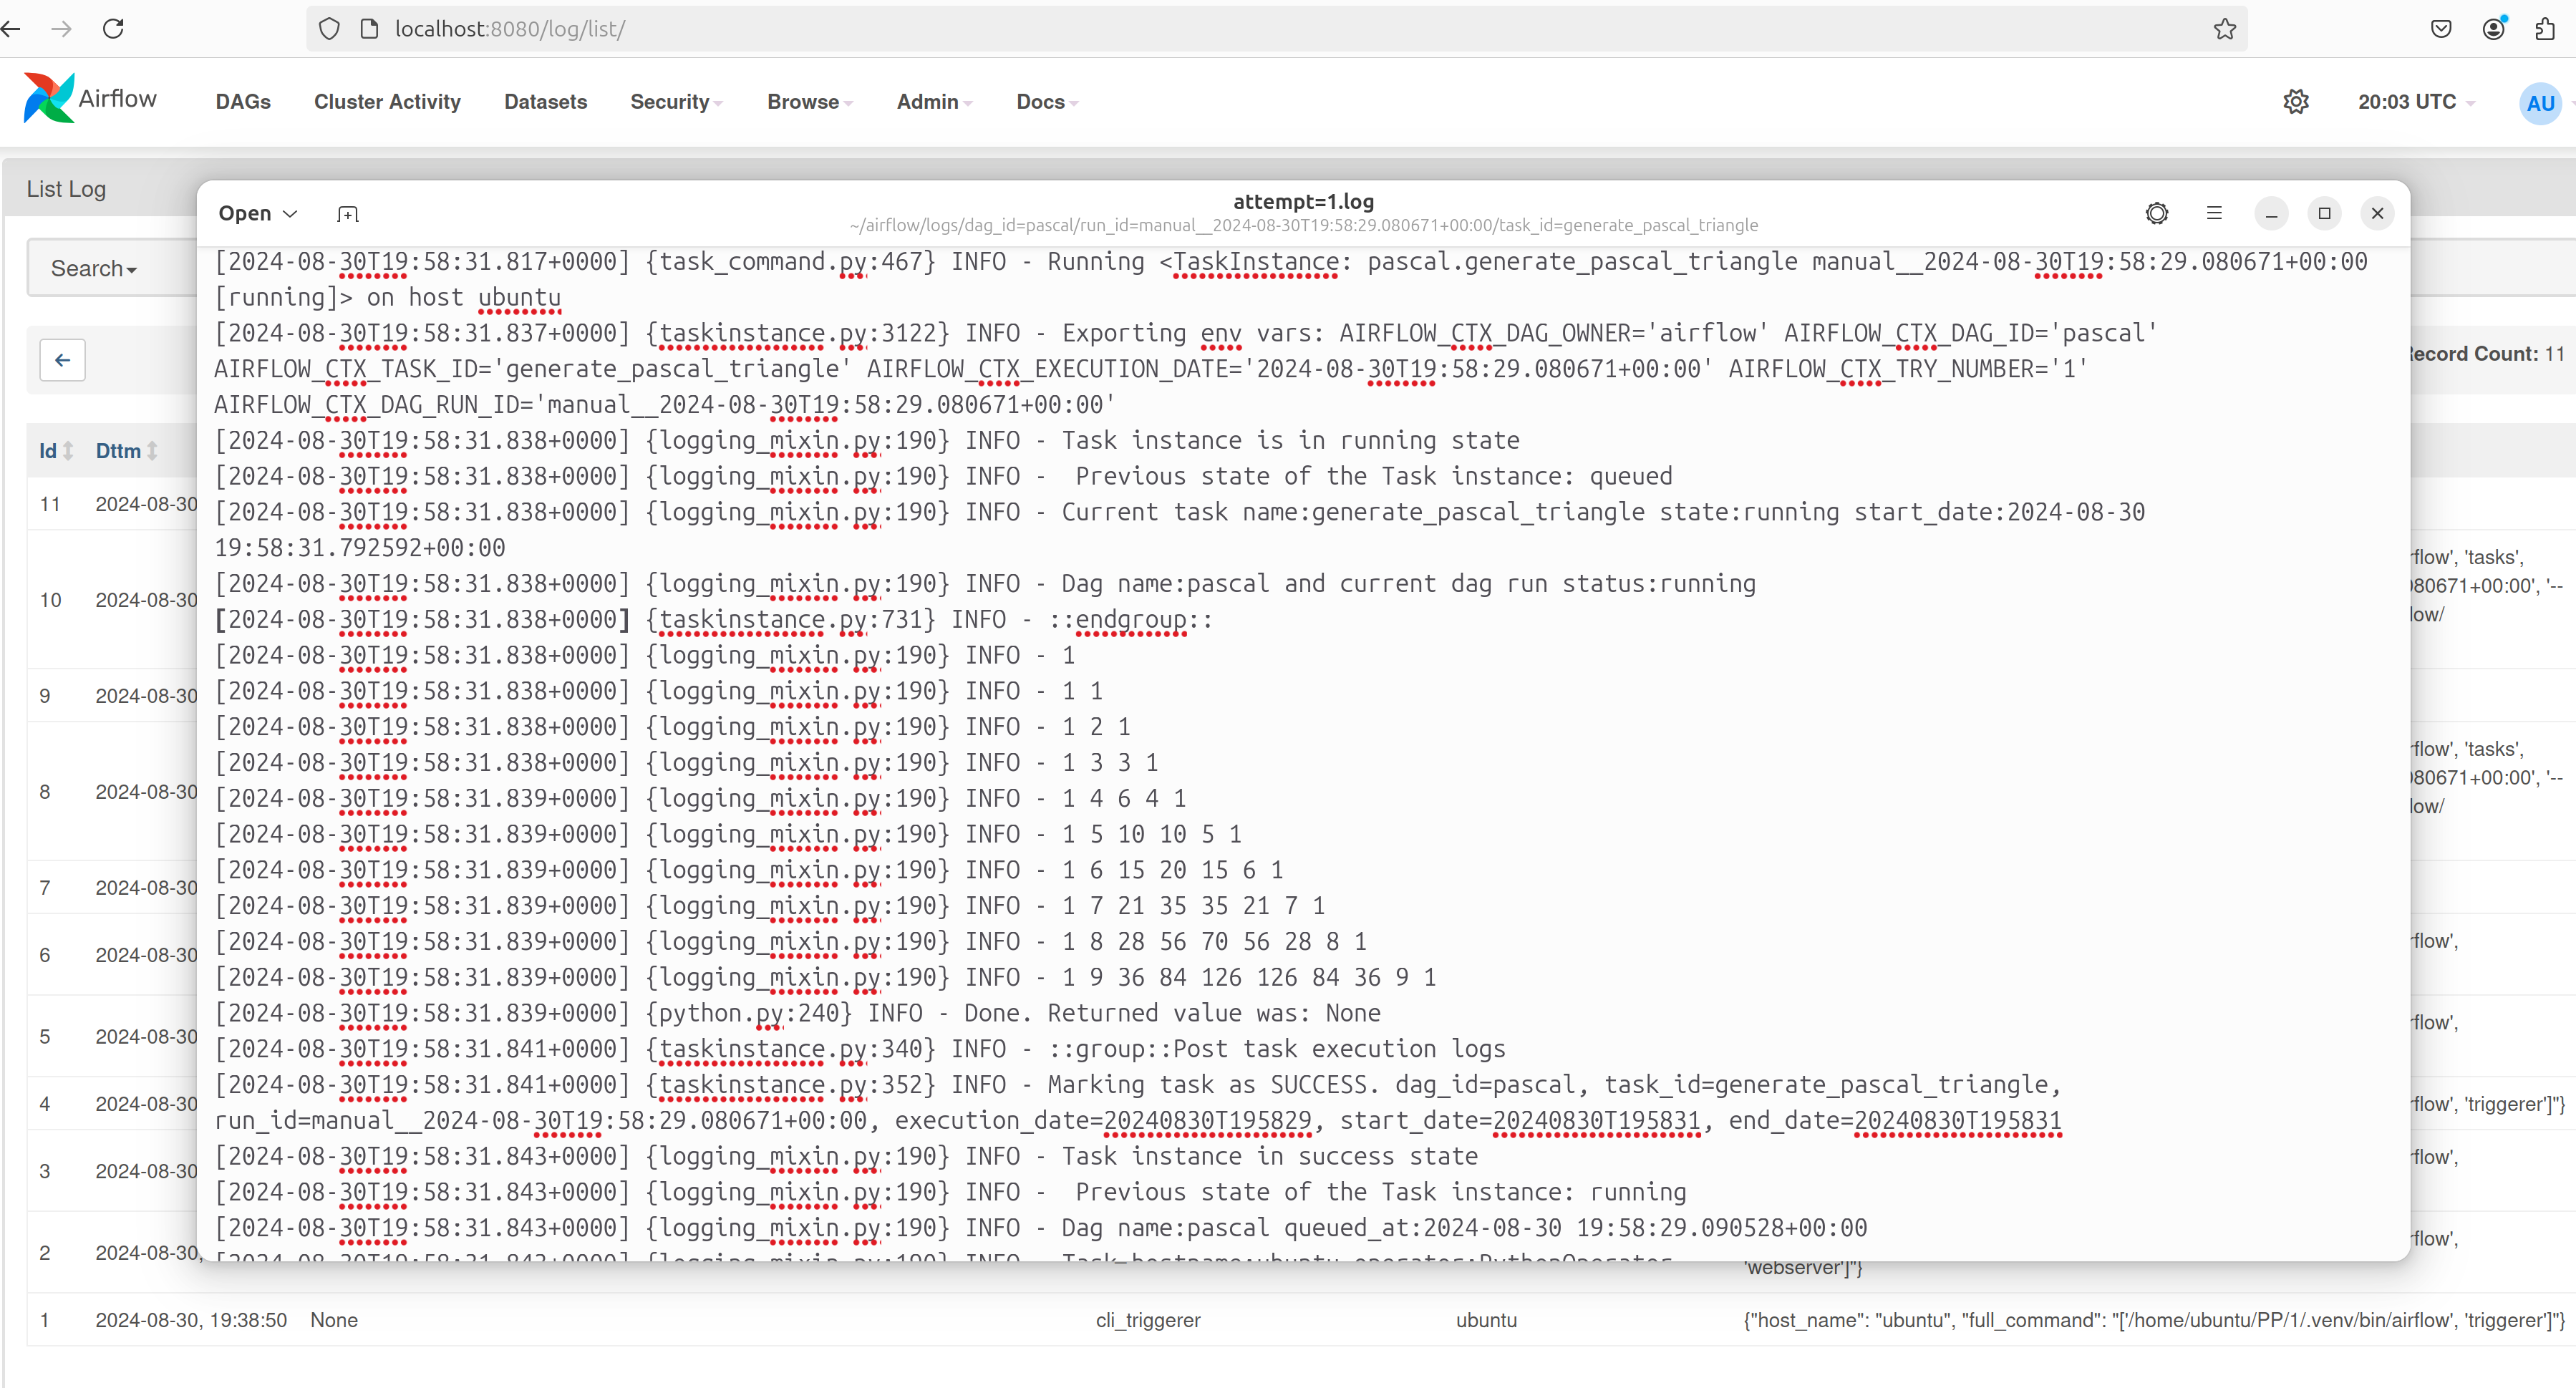 localhost:8080/log/list/
Airflow DAGs Cluster Activity Datasets Security Browse Admin Docs 20:03 UTC AU
List Log
Open attempt=1.log
~/airflow/logs/dag_id=pascal/run_id=manual__2024-08-30T19:58:29.080671+00:00/task_id=generate_pascal_triangle
Search
[2024-08-30T19:58:31.817+0000] {task_command.py:467} INFO - Running <TaskInstance: pascal.generate_pascal_triangle manual__2024-08-30T19:58:29.080671+00:00
[running]> on host ubuntu
[2024-08-30T19:58:31.837+0000] {taskinstance.py:3122} INFO - Exporting env vars: AIRFLOW_CTX_DAG_OWNER='airflow' AIRFLOW_CTX_DAG_ID='pascal'
AIRFLOW_CTX_TASK_ID='generate_pascal_triangle' AIRFLOW_CTX_EXECUTION_DATE='2024-08-30T19:58:29.080671+00:00' AIRFLOW_CTX_TRY_NUMBER='1'
AIRFLOW_CTX_DAG_RUN_ID='manual__2024-08-30T19:58:29.080671+00:00'
[2024-08-30T19:58:31.838+0000] {logging_mixin.py:190} INFO - Task instance is in running state
[2024-08-30T19:58:31.838+0000] {logging_mixin.py:190} INFO -  Previous state of the Task instance: queued
[2024-08-30T19:58:31.838+0000] {logging_mixin.py:190} INFO - Current task name:generate_pascal_triangle state:running start_date:2024-08-30
19:58:31.792592+00:00
[2024-08-30T19:58:31.838+0000] {logging_mixin.py:190} INFO - Dag name:pascal and current dag run status:running
[2024-08-30T19:58:31.838+0000] {taskinstance.py:731} INFO - ::endgroup::
[2024-08-30T19:58:31.838+0000] {logging_mixin.py:190} INFO - 1
[2024-08-30T19:58:31.838+0000] {logging_mixin.py:190} INFO - 1 1
[2024-08-30T19:58:31.838+0000] {logging_mixin.py:190} INFO - 1 2 1
[2024-08-30T19:58:31.838+0000] {logging_mixin.py:190} INFO - 1 3 3 1
[2024-08-30T19:58:31.839+0000] {logging_mixin.py:190} INFO - 1 4 6 4 1
[2024-08-30T19:58:31.839+0000] {logging_mixin.py:190} INFO - 1 5 10 10 5 1
[2024-08-30T19:58:31.839+0000] {logging_mixin.py:190} INFO - 1 6 15 20 15 6 1
[2024-08-30T19:58:31.839+0000] {logging_mixin.py:190} INFO - 1 7 21 35 35 21 7 1
[2024-08-30T19:58:31.839+0000] {logging_mixin.py:190} INFO - 1 8 28 56 70 56 28 8 1
[2024-08-30T19:58:31.839+0000] {logging_mixin.py:190} INFO - 1 9 36 84 126 126 84 36 9 1
[2024-08-30T19:58:31.839+0000] {python.py:240} INFO - Done. Returned value was: None
[2024-08-30T19:58:31.841+0000] {taskinstance.py:340} INFO - ::group::Post task execution logs
[2024-08-30T19:58:31.841+0000] {taskinstance.py:352} INFO - Marking task as SUCCESS. dag_id=pascal, task_id=generate_pascal_triangle,
run_id=manual__2024-08-30T19:58:29.080671+00:00, execution_date=20240830T195829, start_date=20240830T195831, end_date=20240830T195831
[2024-08-30T19:58:31.843+0000] {logging_mixin.py:190} INFO - Task instance in success state
[2024-08-30T19:58:31.843+0000] {logging_mixin.py:190} INFO -  Previous state of the Task instance: running
[2024-08-30T19:58:31.843+0000] {logging_mixin.py:190} INFO - Dag name:pascal queued_at:2024-08-30 19:58:29.090528+00:00
Record Count: 11
Id Dttm
11 2024-08-30
10 2024-08-30
rflow', 'tasks',
080671+00:00', '--
low/
9 2024-08-30
8 2024-08-30
rflow', 'tasks',
080671+00:00', '--
low/
7 2024-08-30
6 2024-08-30 rflow',
5 2024-08-30 rflow',
4 2024-08-30 rflow', 'triggerer']"}
3 2024-08-30 rflow',
2 2024-08-30, rflow',
'webserver']"}
1 2024-08-30, 19:38:50 None cli_triggerer ubuntu {"host_name": "ubuntu", "full_command": "['/home/ubuntu/PP/1/.venv/bin/airflow', 'triggerer']"}